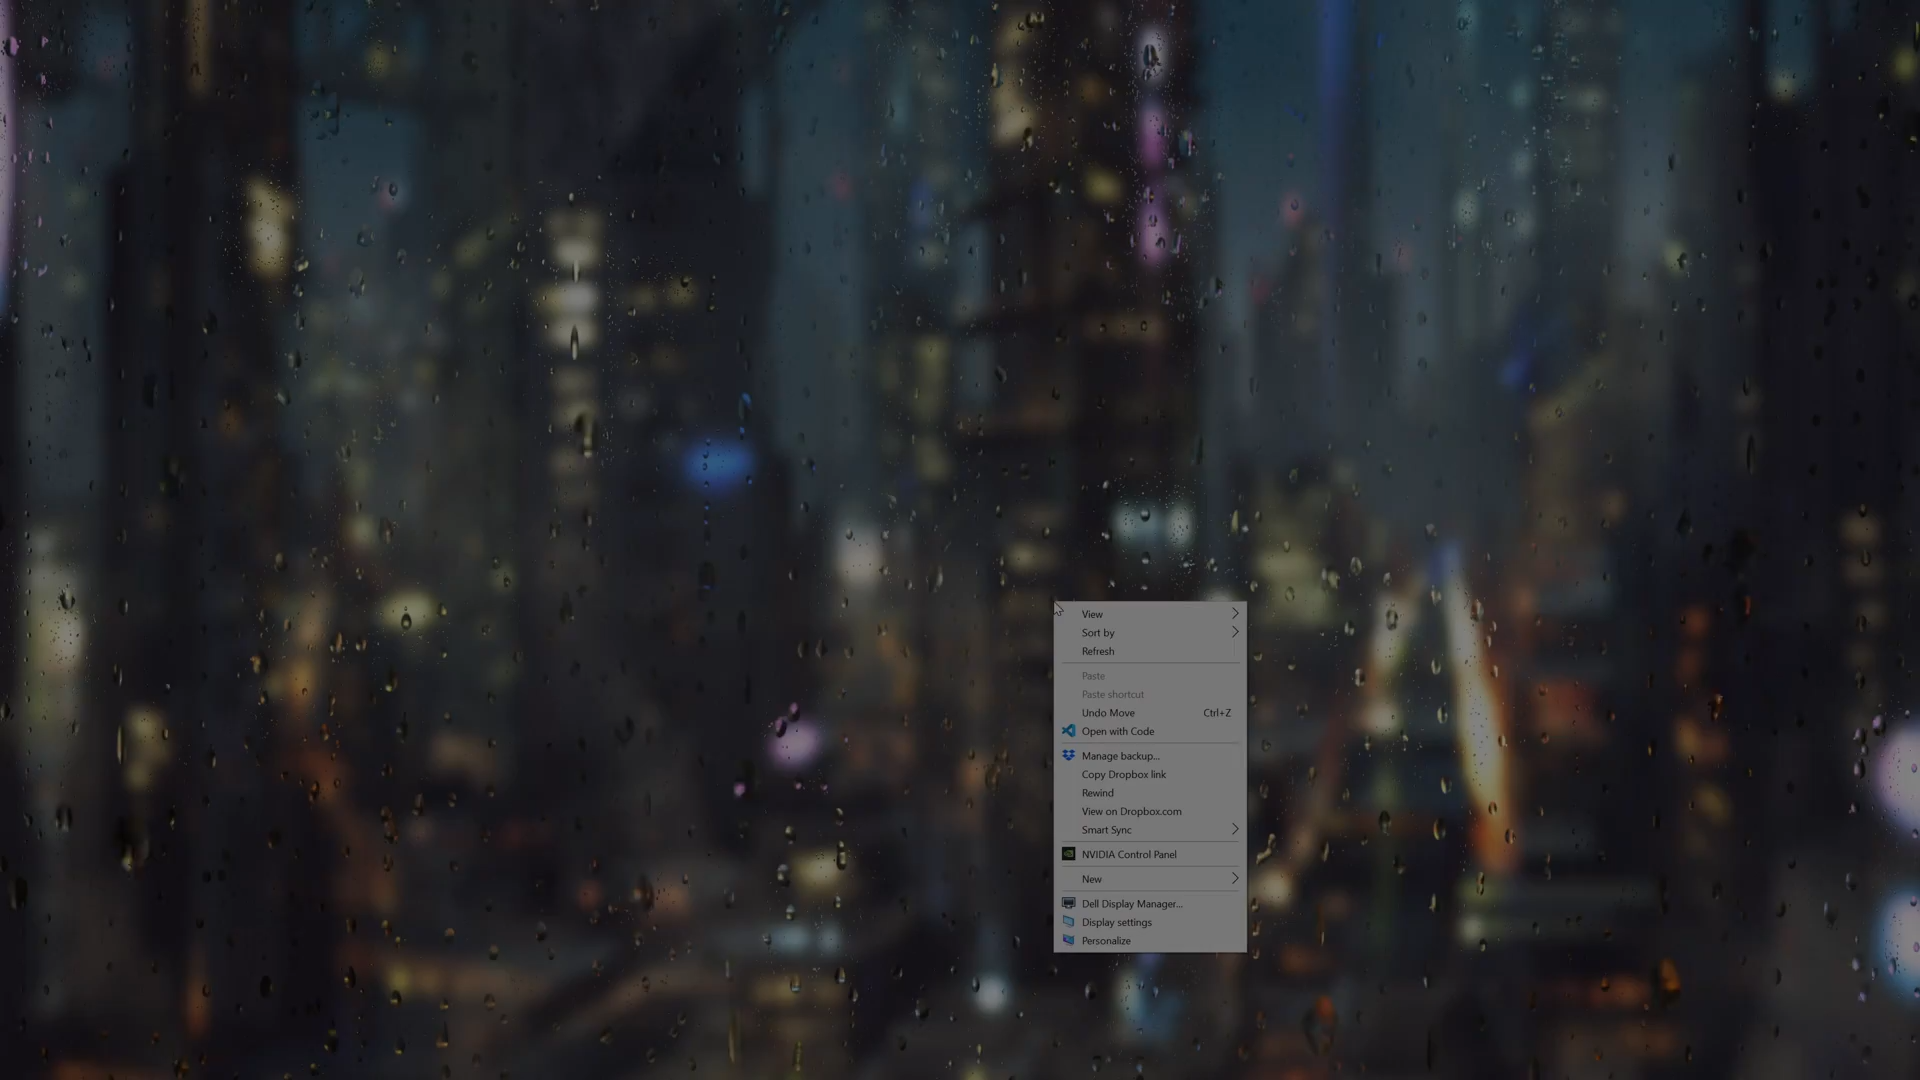 View
Sort by
Refresh
Paste
Paste shortcut
Undo Move Ctrl+Z
Open with Code
Manage backup...
Copy Dropbox link
Rewind
View on Dropbox.com
Smart Sync
NVIDIA Control Panel
New
Dell Display Manager...
Display settings
Personalize